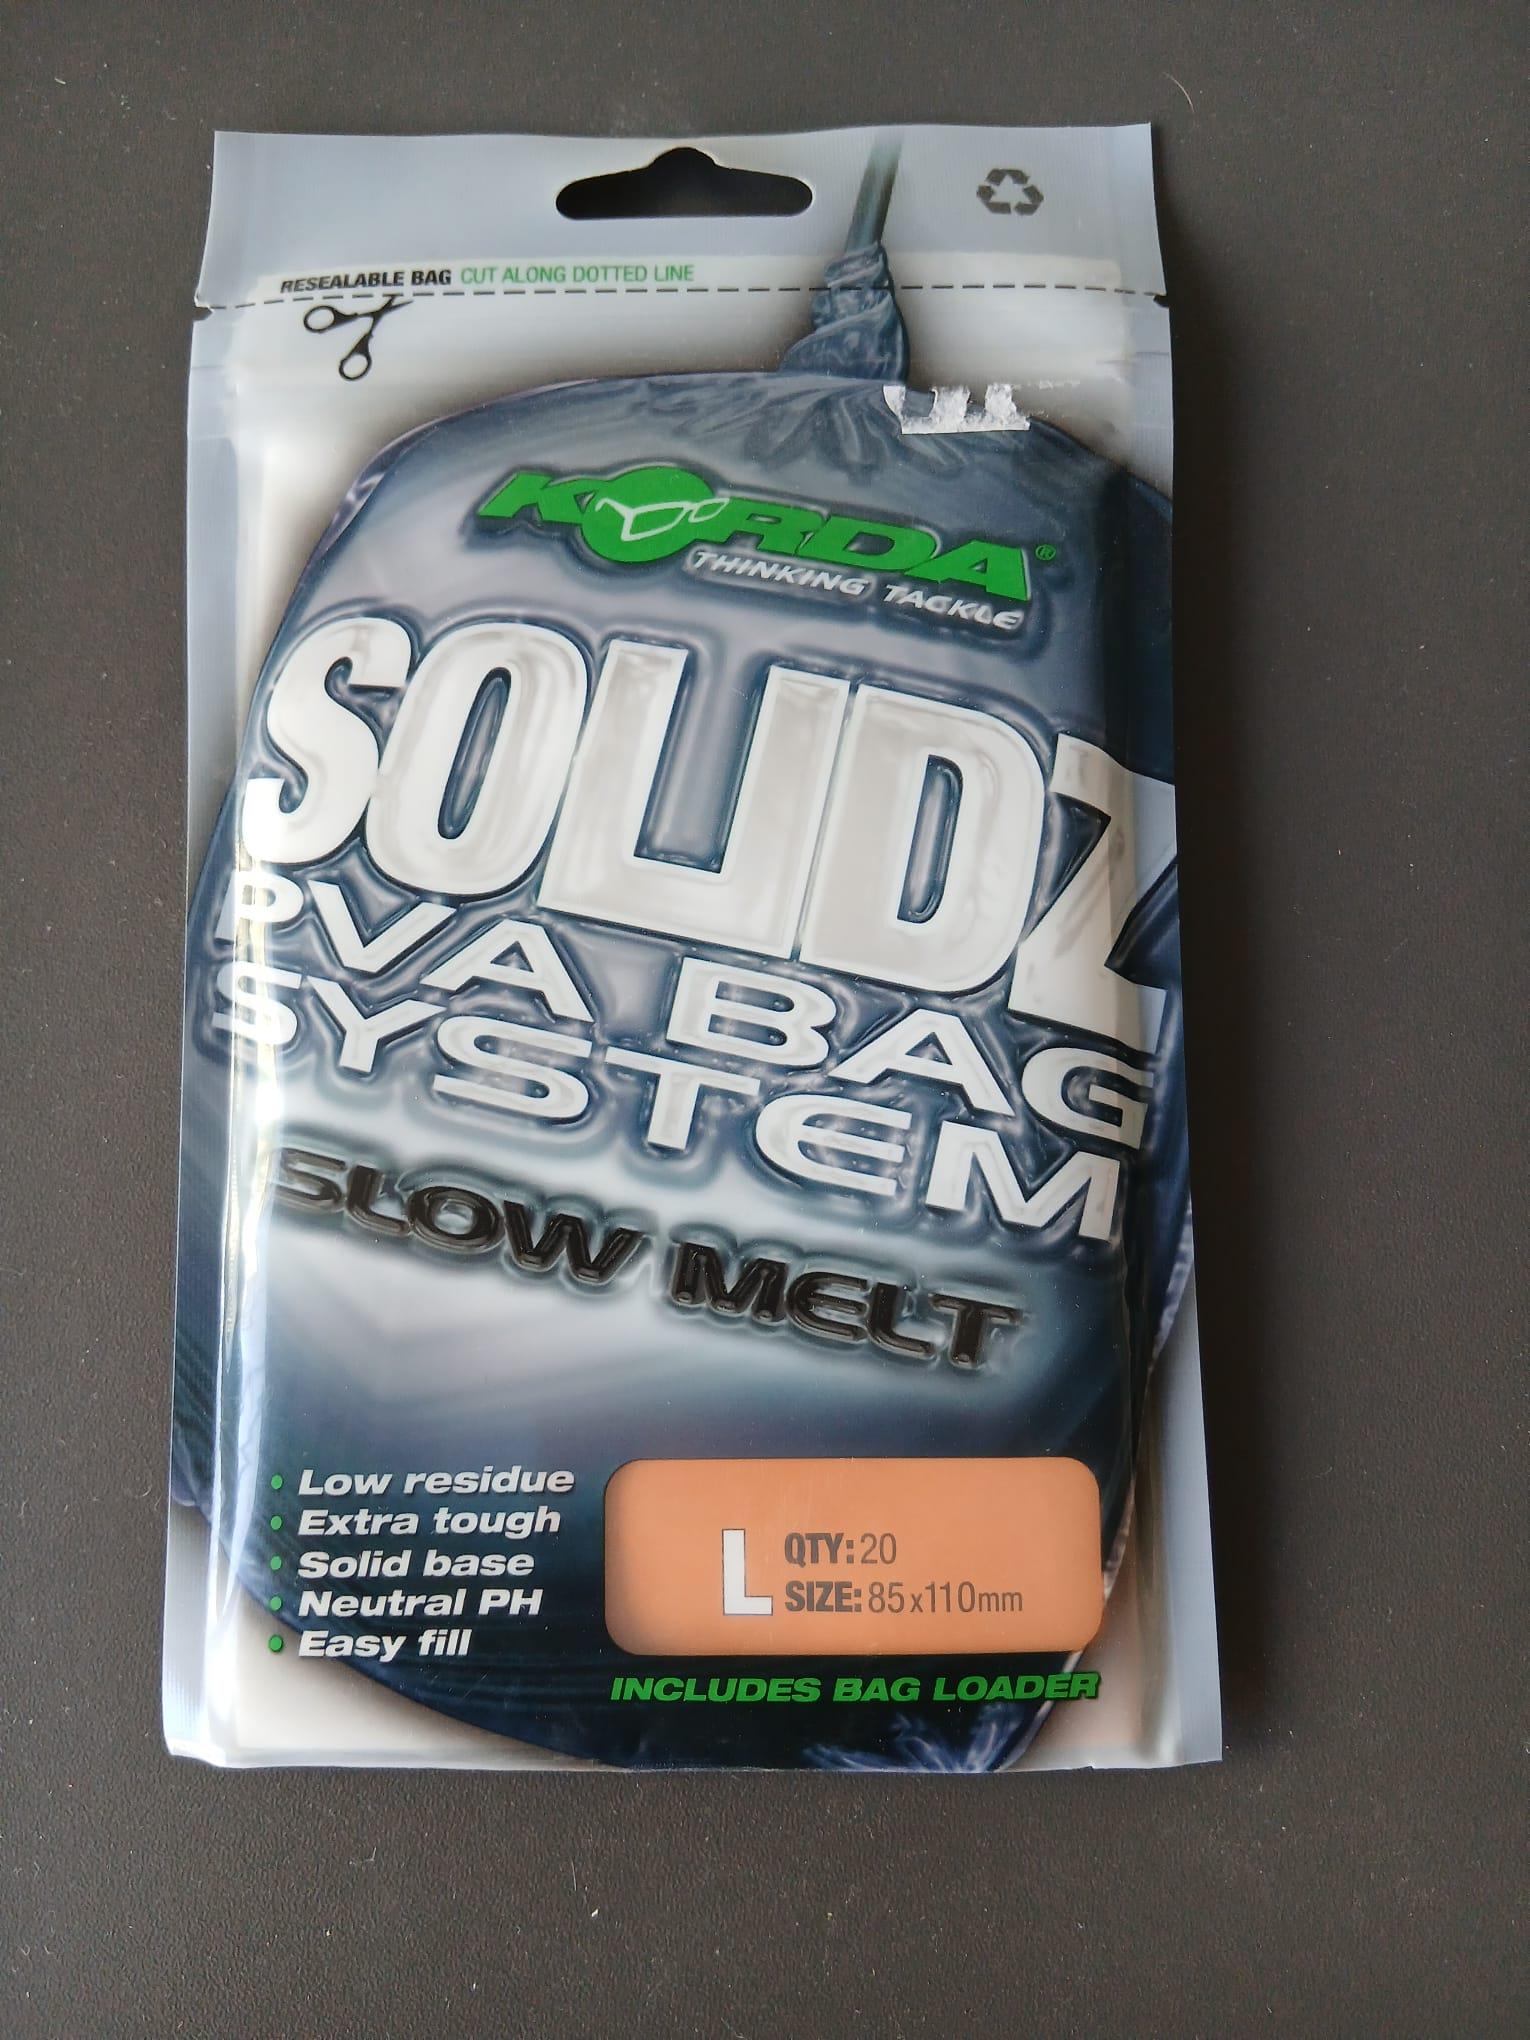 RESEALABLE BAG CUT ALONG DOTTED LINE
KORDA®
THINKING TACKLE
SOLIDZ
PVA BAG
SYSTEM
SLOW MELT
• Low residue
• Extra tough
• Solid base
• Neutral PH
• Easy fill
L
QTY: 20
SIZE: 85x110mm
INCLUDES BAG LOADER